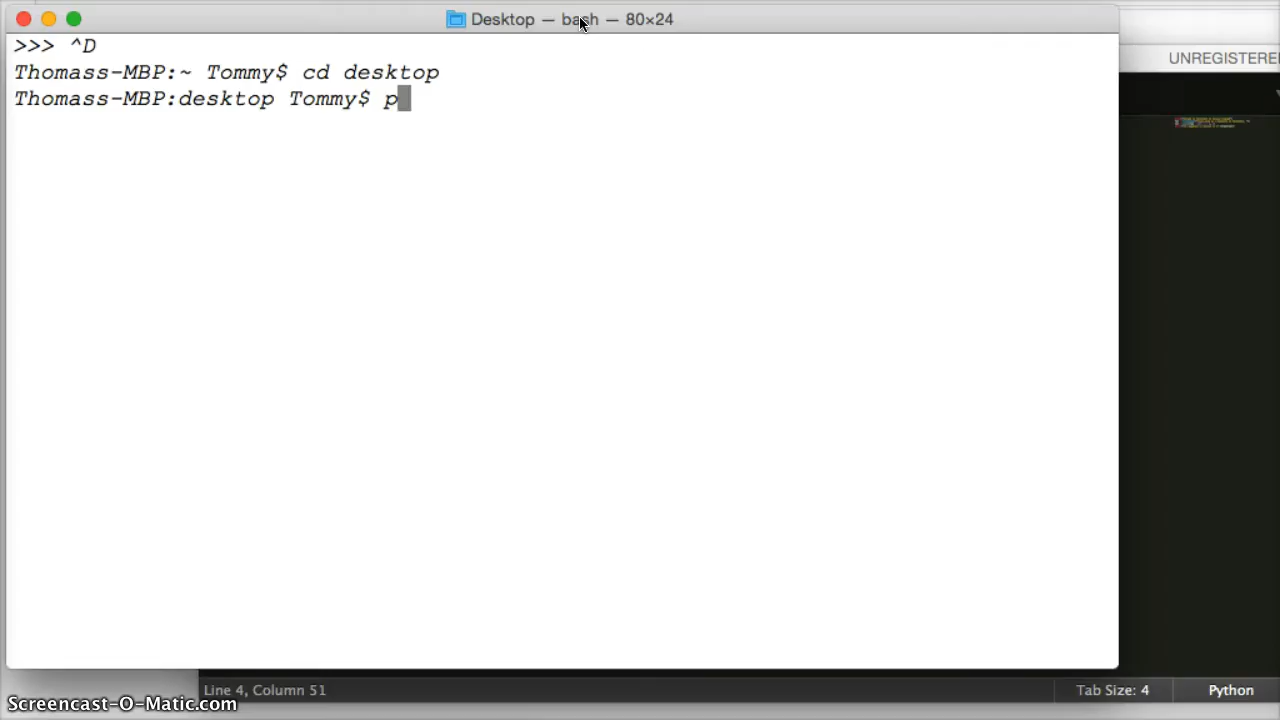 Desktop — bash — 80×24
>>> ^D
Thomass-MBP:~ Tommy$ cd desktop
Thomass-MBP:desktop Tommy$ p
UNREGISTERE
Line 4, Column 51
Tab Size: 4
Python
Screencast-O-Matic.com